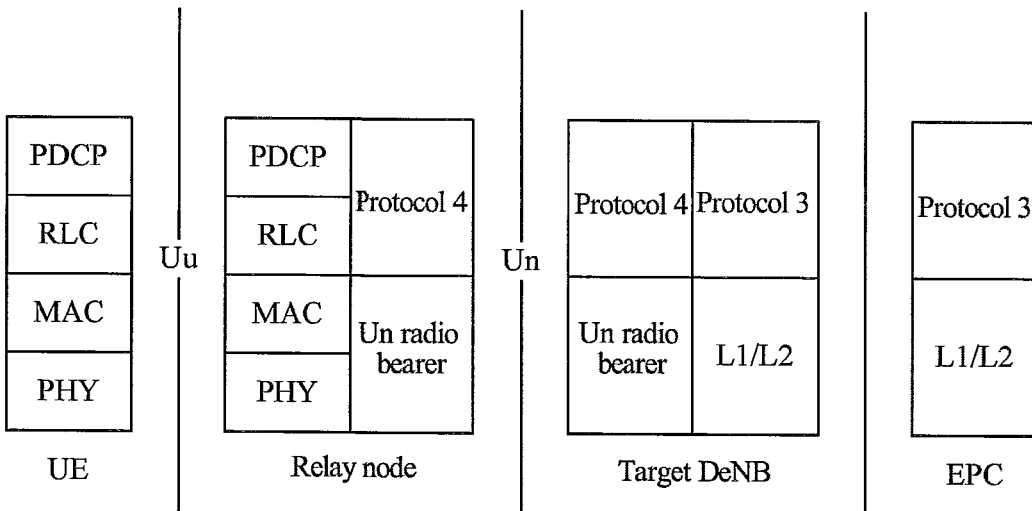 PDCP
RLC
MAC
PHY
UE
Uu
PDCP
RLC
MAC
PHY
Protocol 4
Un radio
bearer
Relay node
Un
Protocol 4
Protocol 3
Un radio
bearer
L1/L2
Target DeNB
Protocol 3
L1/L2
EPC